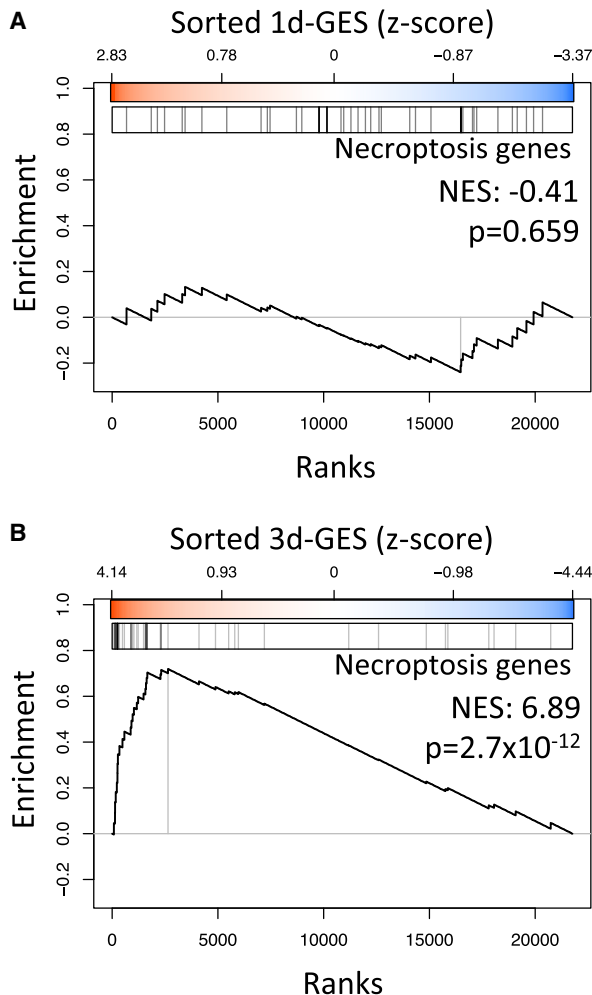 A
Sorted 1d-GES (z-score)
2.83 0.78 0 −0.87 −3.37
Necroptosis genes
NES: -0.41
p=0.659
Enrichment
1.0
0.8
0.6
0.4
0.2
0.0
−0.2
0 5000 10000 15000 20000
Ranks
B
Sorted 3d-GES (z-score)
4.14 0.93 0 −0.98 −4.44
Necroptosis genes
NES: 6.89
p=2.7x10⁻¹²
Enrichment
1.0
0.8
0.6
0.4
0.2
0.0
−0.2
0 5000 10000 15000 20000
Ranks